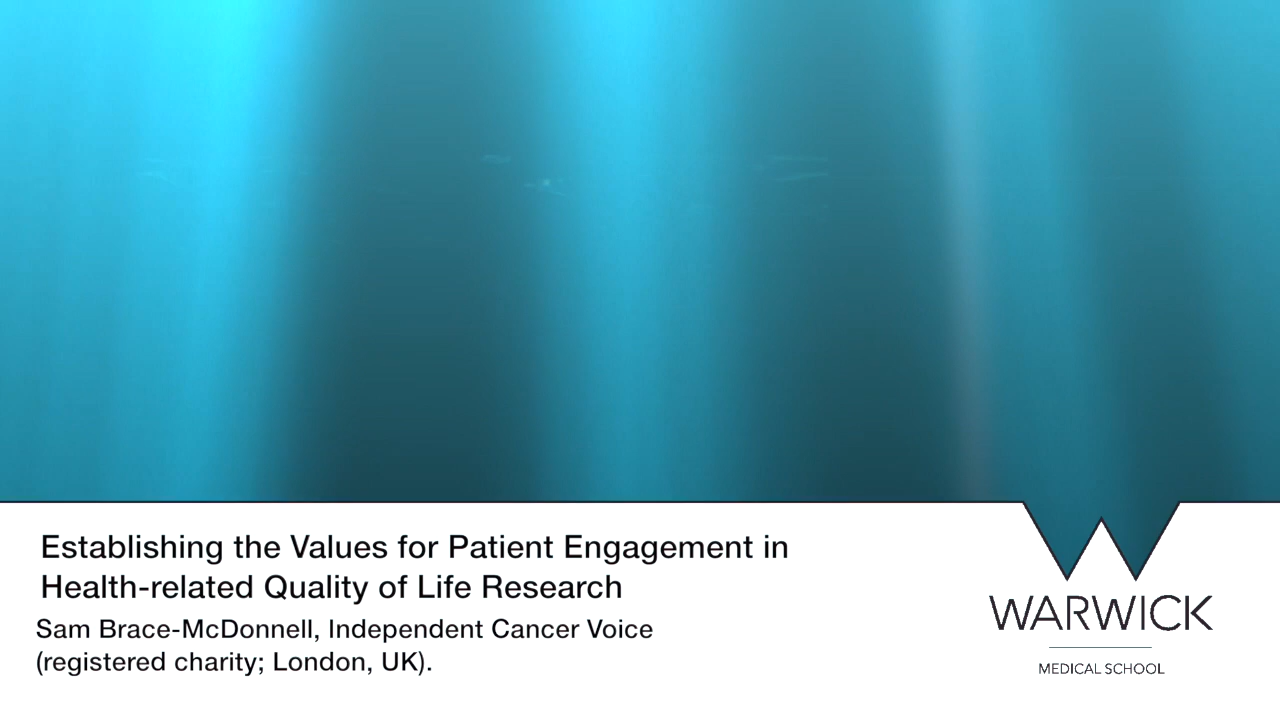 Establishing the Values for Patient Engagement in
Health-related Quality of Life Research
Sam Brace-McDonnell, Independent Cancer Voice
(registered charity; London, UK).
WARWICK
MEDICAL SCHOOL